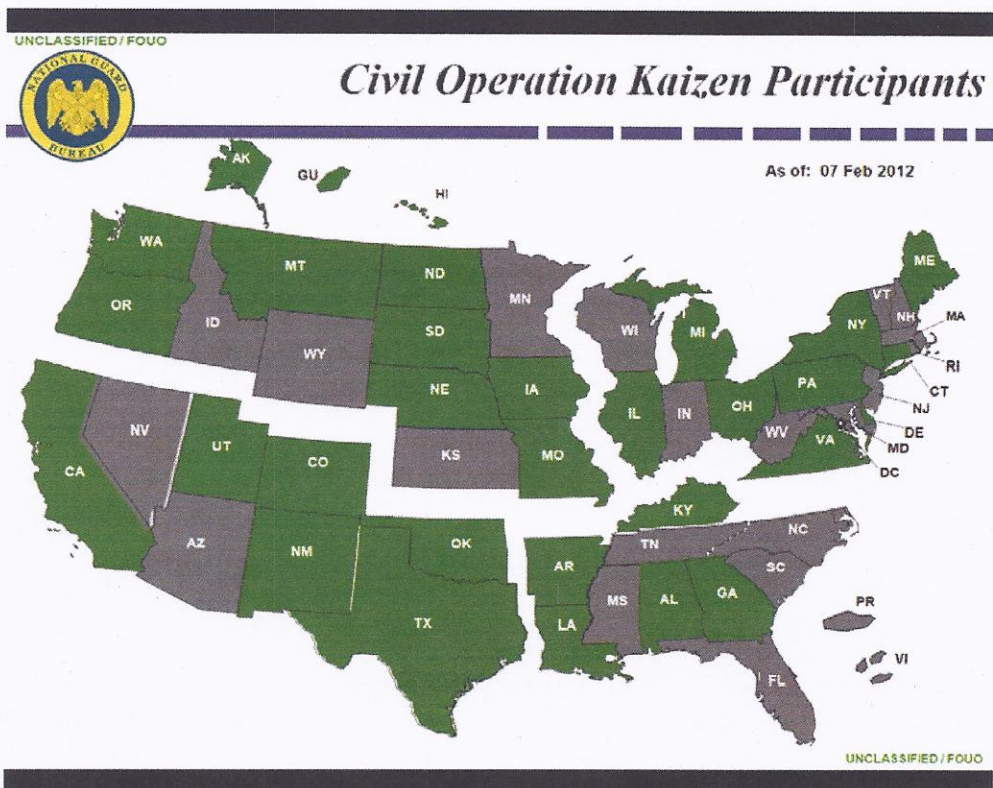 UNCLASSIFIED / FOUO
NATIONAL GUARD
BUREAU
Civil Operation Kaizen Participants
As of: 07 Feb 2012
AK
GU
HI
WA
MT
ND
MN
OR
ID
WY
SD
WI
MI
NY
VT
NH
ME
MA
RI
CT
NJ
DE
MD
DC
NE
IA
IL
IN
OH
PA
WV
VA
CA
NV
UT
CO
KS
MO
KY
AZ
NM
OK
TX
AR
LA
TN
NC
SC
MS
AL
GA
FL
PR
VI
UNCLASSIFIED / FOUO